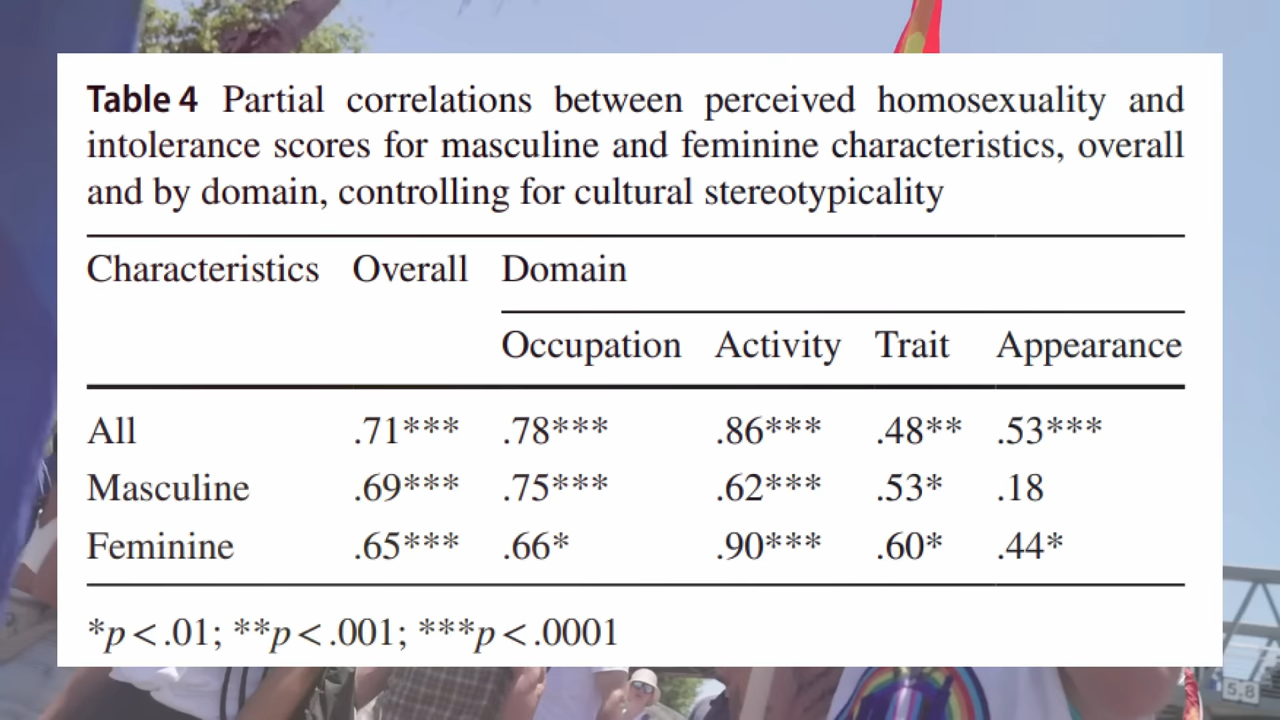 Table 4 Partial correlations between perceived homosexuality and
intolerance scores for masculine and feminine characteristics, overall
and by domain, controlling for cultural stereotypicality
Characteristics Overall Domain
Occupation Activity Trait Appearance
All .71*** .78*** .86*** .48** .53***
Masculine .69*** .75*** .62*** .53* .18
Feminine .65*** .66* .90*** .60* .44*
*p < .01; **p < .001; ***p < .0001
5.8